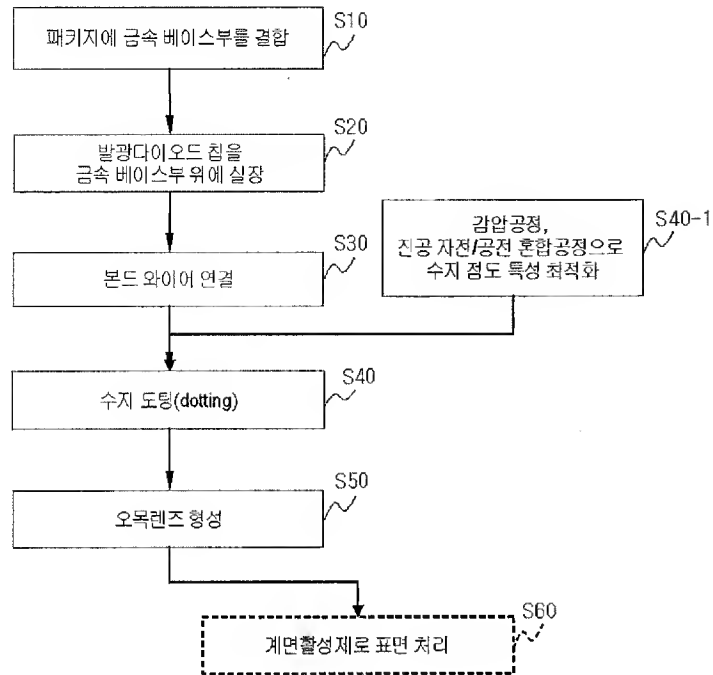 S10
패키지에 금속 베이스부를 결합
S20
발광다이오드 칩을
금속 베이스부 위에 실장
S40-1
감압공정,
진공 자전/공전 혼합공정으로
수지 점도 특성 최적화
S30
본드 와이어 연결
S40
수지 도팅(dotting)
S50
오목렌즈 형성
S60
계면활성제로 표면 처리